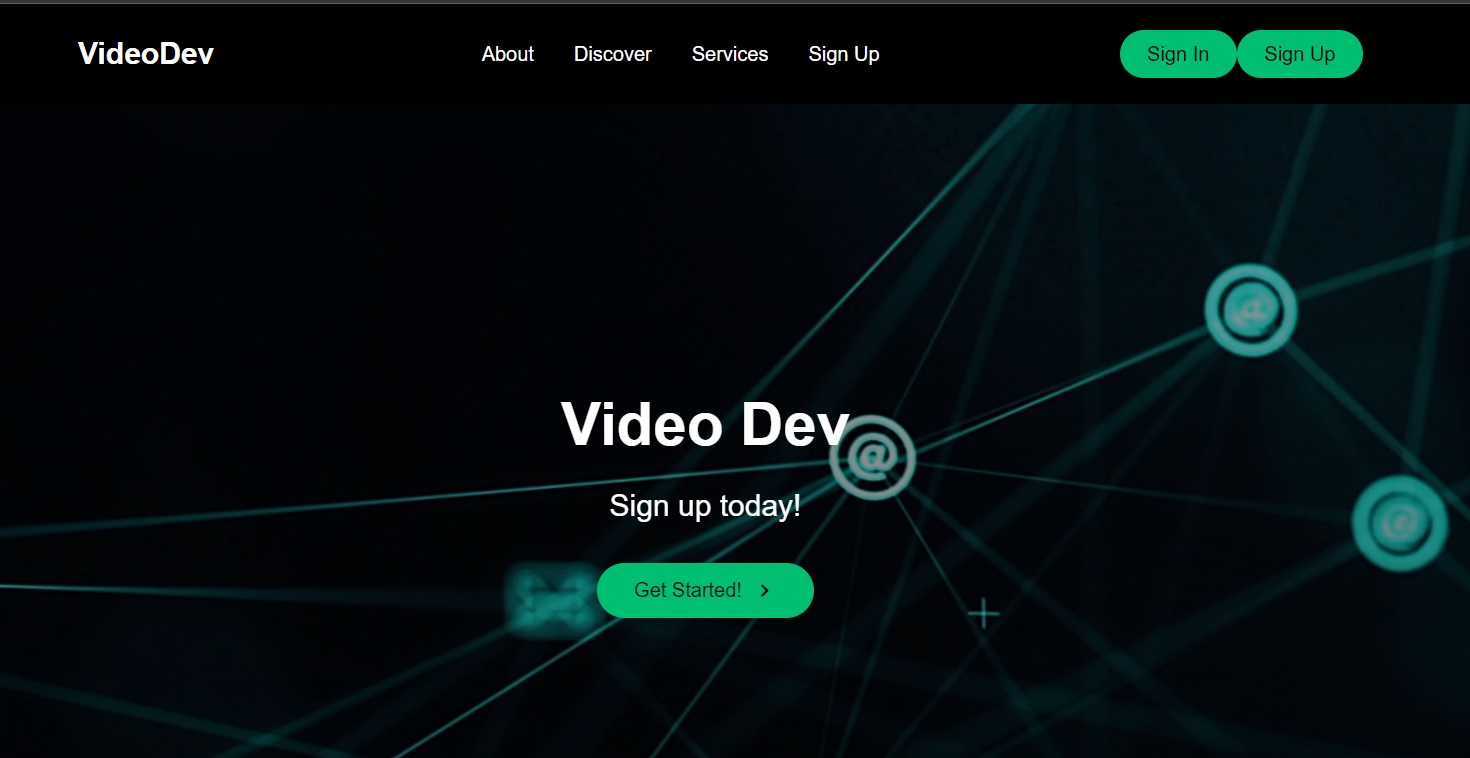 VideoDev About Discover Services Sign Up Sign In Sign Up
Video Dev
@
@
Sign up today!
@
Get Started!